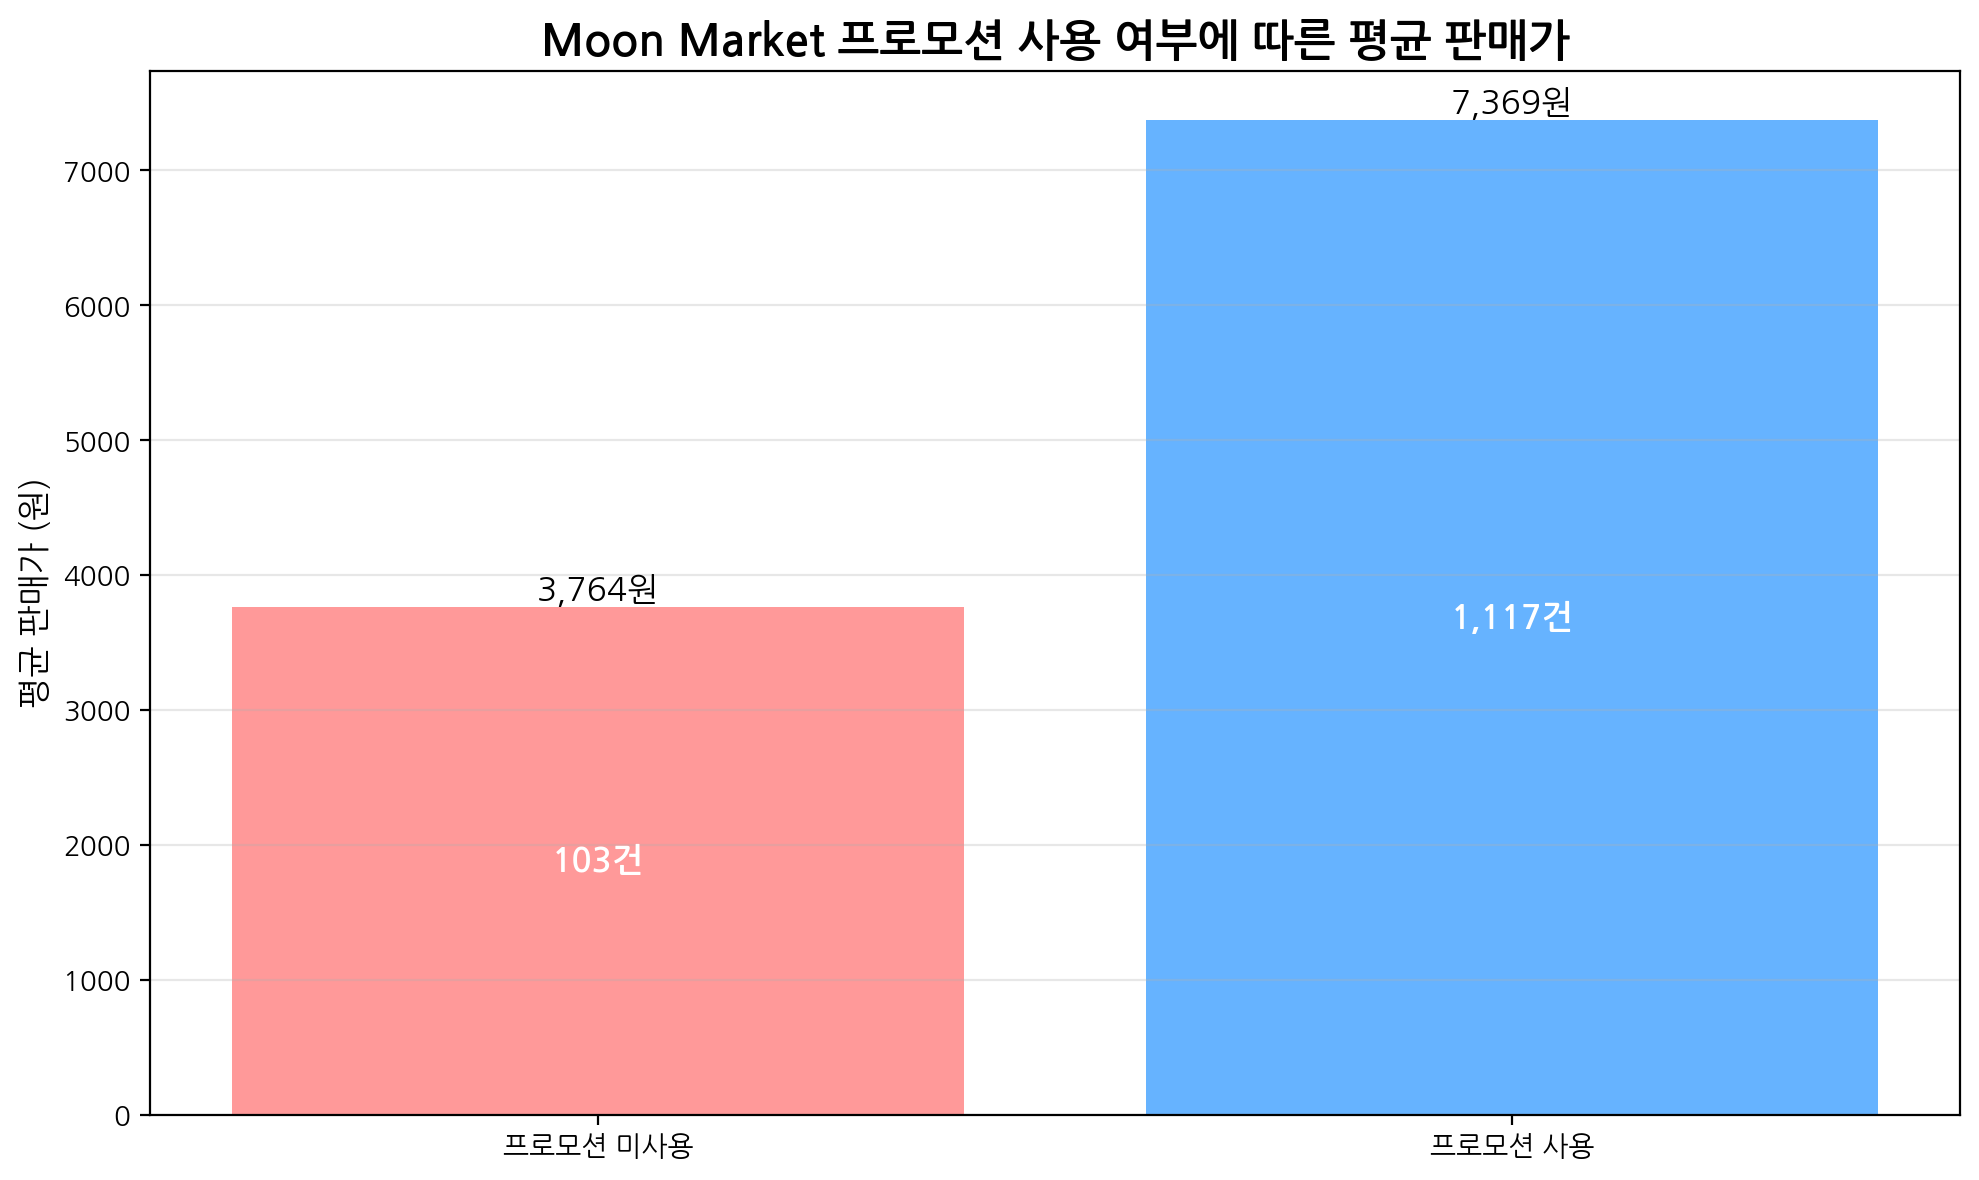 Moon Market 프로모션 사용 여부에 따른 평균 판매가
평균 판매가 (원)
7000
6000
5000
4000
3000
2000
1000
0
3,764원
103건
7,369원
1,117건
프로모션 미사용
프로모션 사용